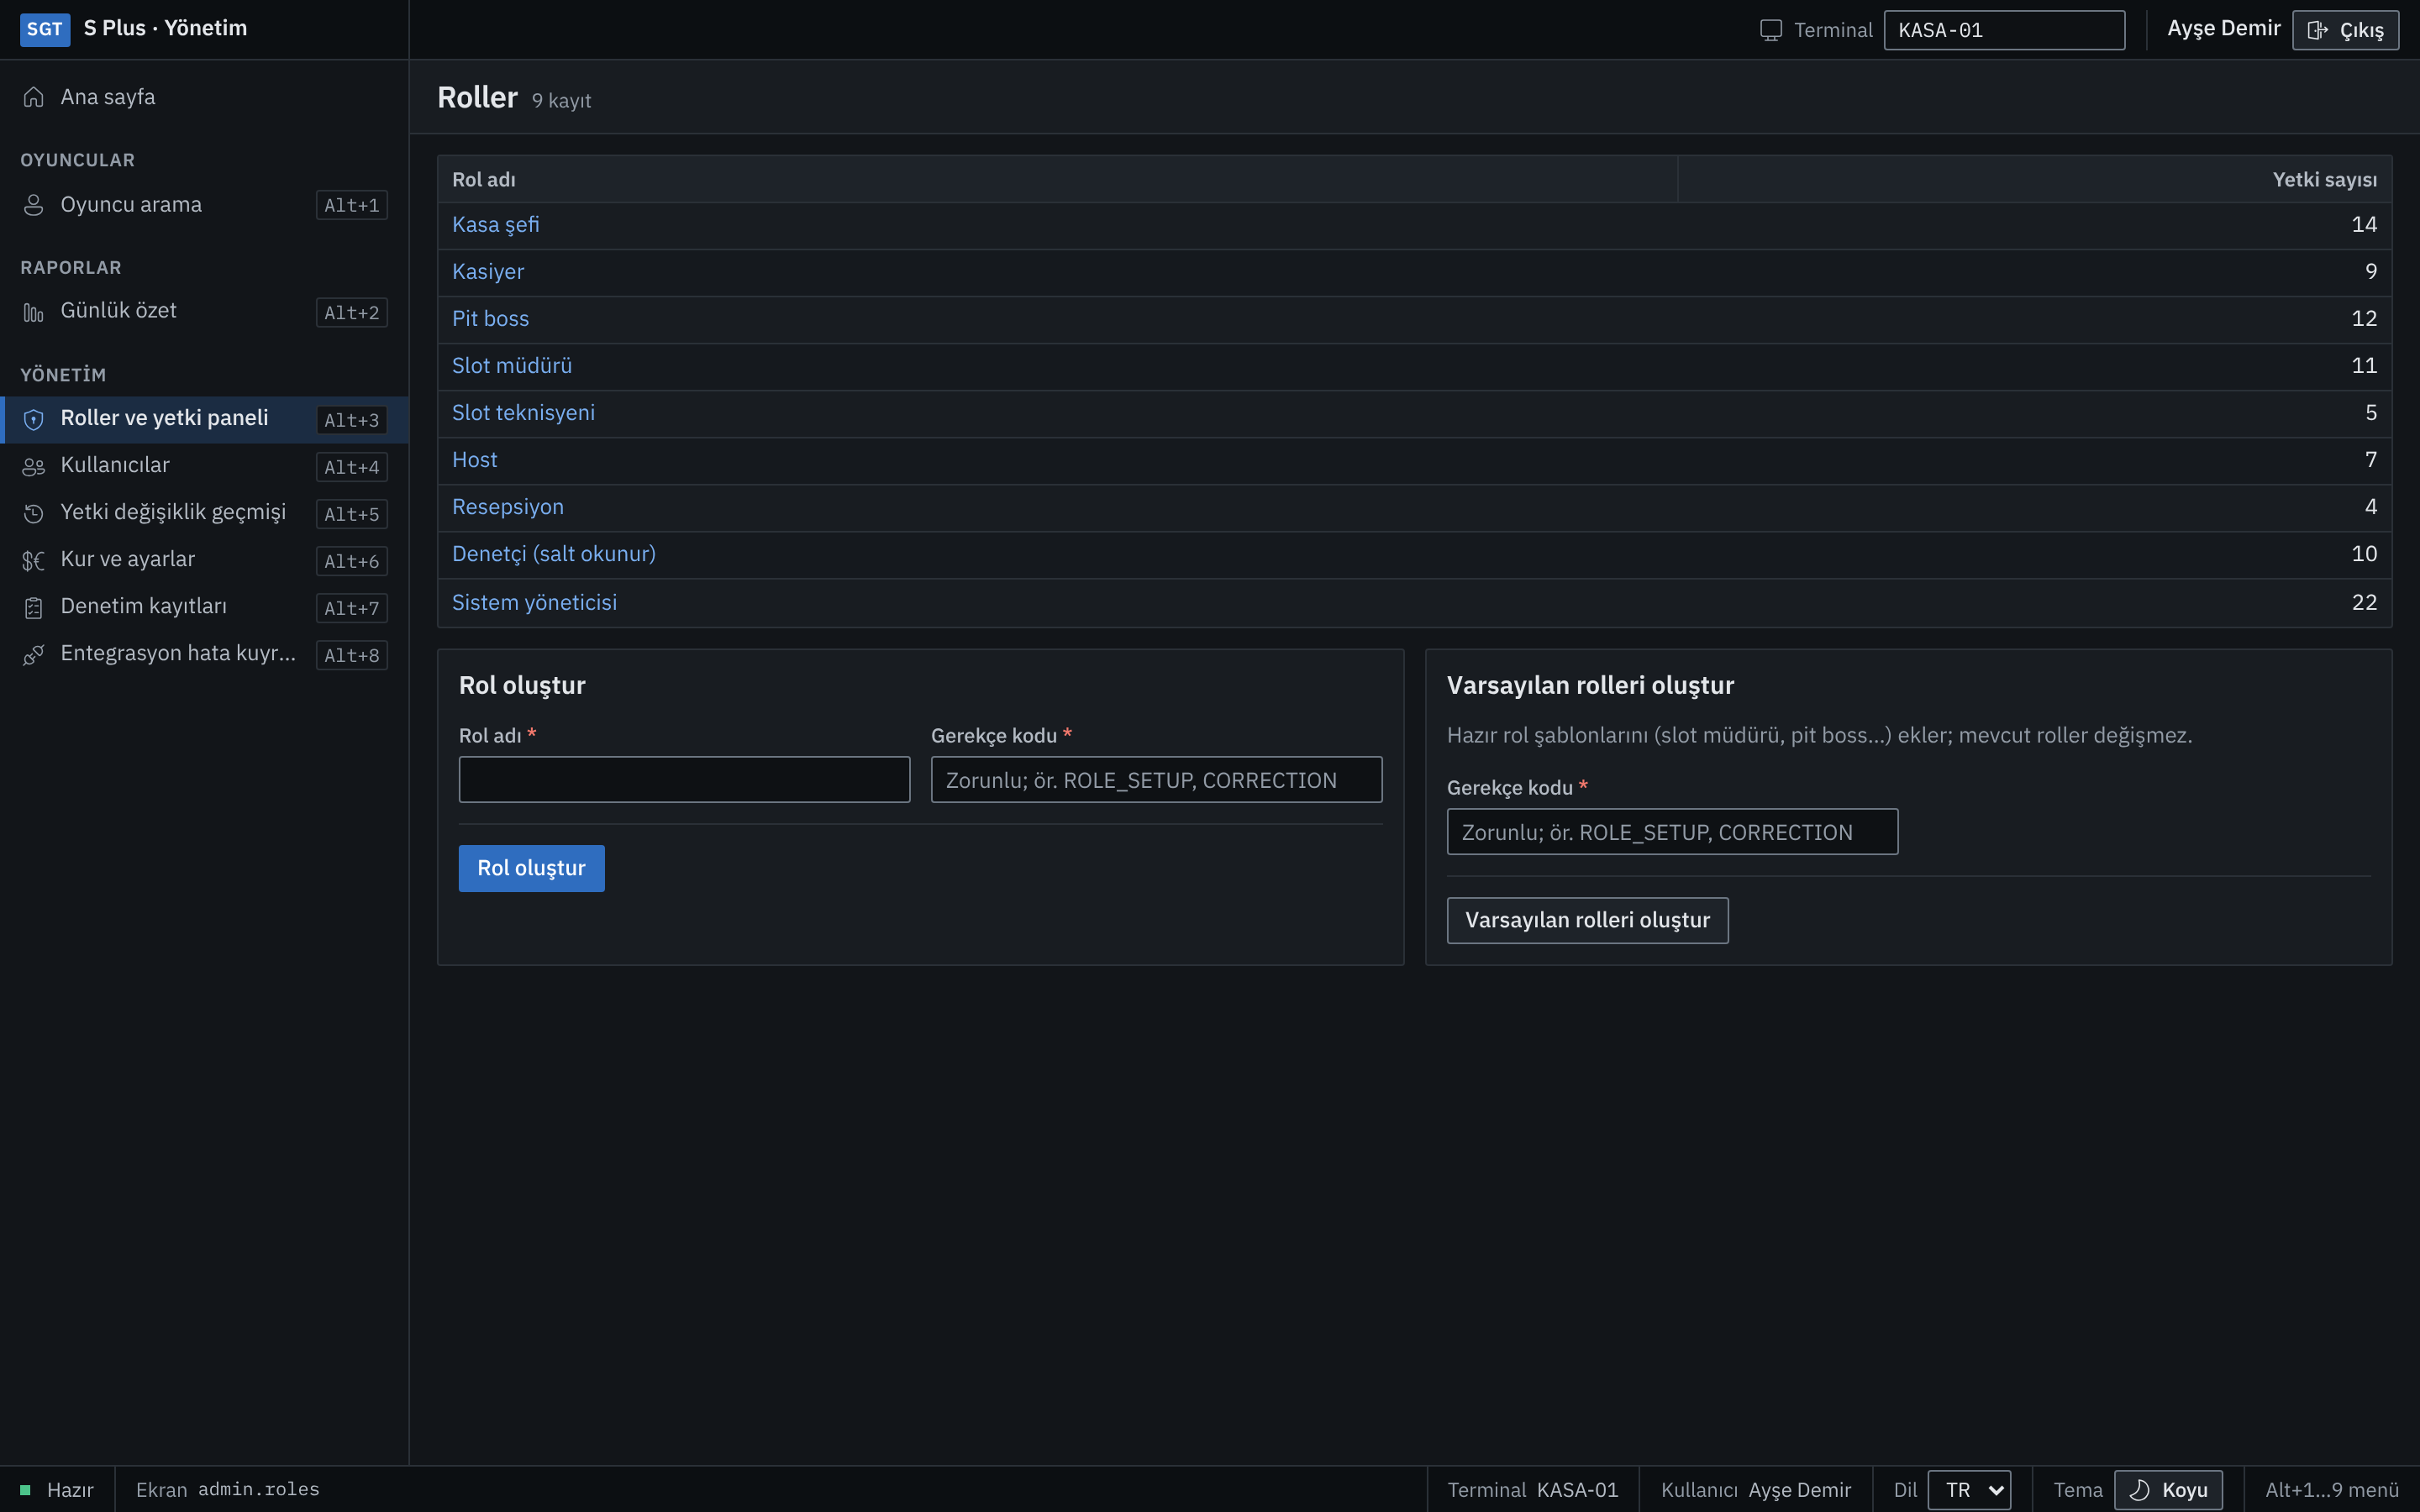 SGT S Plus · Yönetim
Terminal KASA-01 Ayşe Demir Çıkış
Ana sayfa
OYUNCULAR
Oyuncu arama Alt+1
RAPORLAR
Günlük özet Alt+2
YÖNETİM
Roller ve yetki paneli Alt+3
Kullanıcılar Alt+4
Yetki değişiklik geçmişi Alt+5
Kur ve ayarlar Alt+6
Denetim kayıtları Alt+7
Entegrasyon hata kuyr... Alt+8
Roller 9 kayıt
Rol adı Yetki sayısı
Kasa şefi 14
Kasiyer 9
Pit boss 12
Slot müdürü 11
Slot teknisyeni 5
Host 7
Resepsiyon 4
Denetçi (salt okunur) 10
Sistem yöneticisi 22
Rol oluştur
Rol adı * Gerekçe kodu *
Zorunlu; ör. ROLE_SETUP, CORRECTION
Rol oluştur
Varsayılan rolleri oluştur
Hazır rol şablonlarını (slot müdürü, pit boss…) ekler; mevcut roller değişmez.
Gerekçe kodu *
Zorunlu; ör. ROLE_SETUP, CORRECTION
Varsayılan rolleri oluştur
Hazır Ekran admin.roles Terminal KASA-01 Kullanıcı Ayşe Demir Dil TR Tema Koyu Alt+1…9 menü